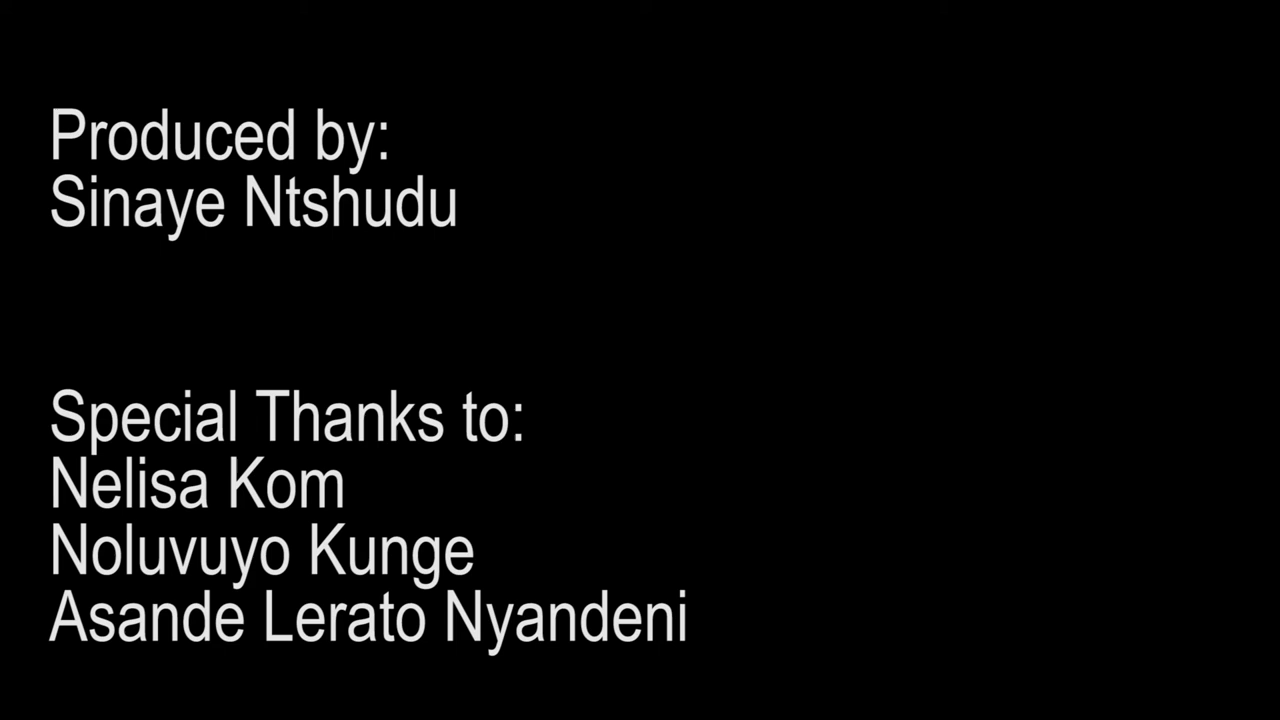 Produced by:
Sinaye Ntshudu
Special Thanks to:
Nelisa Kom
Noluvuyo Kunge
Asande Lerato Nyandeni